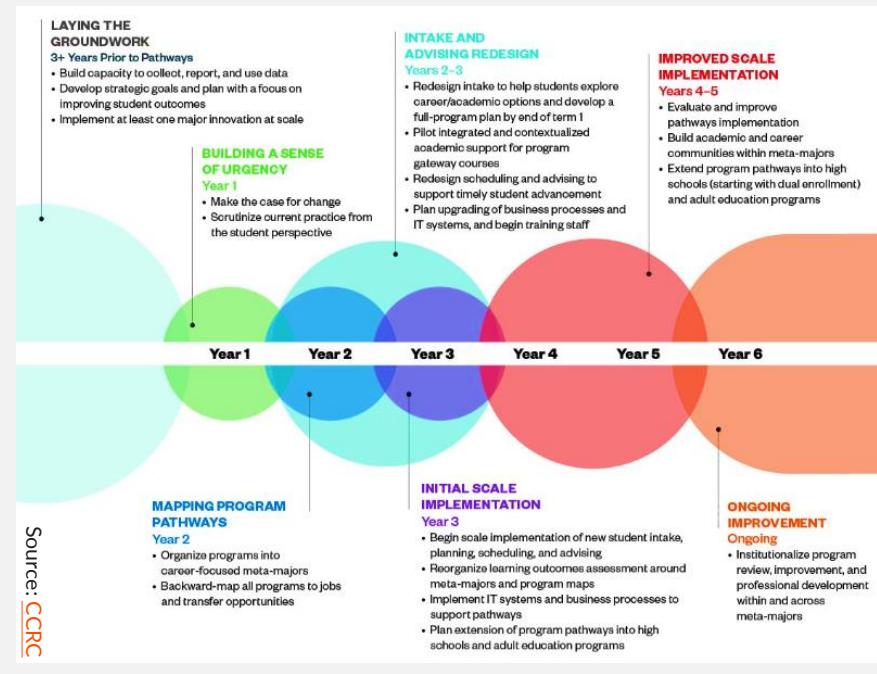 LAYING THE
GROUNDWORK
3+ Years Prior to Pathways
• Build capacity to collect, report, and use data
• Develop strategic goals and plan with a focus on
improving student outcomes
• Implement at least one major innovation at scale
BUILDING A SENSE
OF URGENCY
Year 1
• Make the case for change
• Scrutinize current practice from
the student perspective
INTAKE AND
ADVISING REDESIGN
Years 2–3
• Redesign intake to help students explore
career/academic options and develop a
full-program plan by end of term 1
• Pilot integrated and contextualized
academic support for program
gateway courses
• Redesign scheduling and advising to
support timely student advancement
• Plan upgrading of business processes and
IT systems, and begin training staff
IMPROVED SCALE
IMPLEMENTATION
Years 4–5
• Evaluate and improve
pathways implementation
• Build academic and career
communities within meta-majors
• Extend program pathways into high
schools (starting with dual enrollment)
and adult education programs
Year 1 Year 2 Year 3 Year 4 Year 5 Year 6
MAPPING PROGRAM
PATHWAYS
Year 2
• Organize programs into
career-focused meta-majors
• Backward-map all programs to jobs
and transfer opportunities
INITIAL SCALE
IMPLEMENTATION
Year 3
• Begin scale implementation of new student intake,
planning, scheduling, and advising
• Reorganize learning outcomes assessment around
meta-majors and program maps
• Implement IT systems and business processes to
support pathways
• Plan extension of program pathways into high
schools and adult education programs
ONGOING
IMPROVEMENT
Ongoing
• Institutionalize program
review, improvement, and
professional development
within and across
meta-majors
Source: CCRC